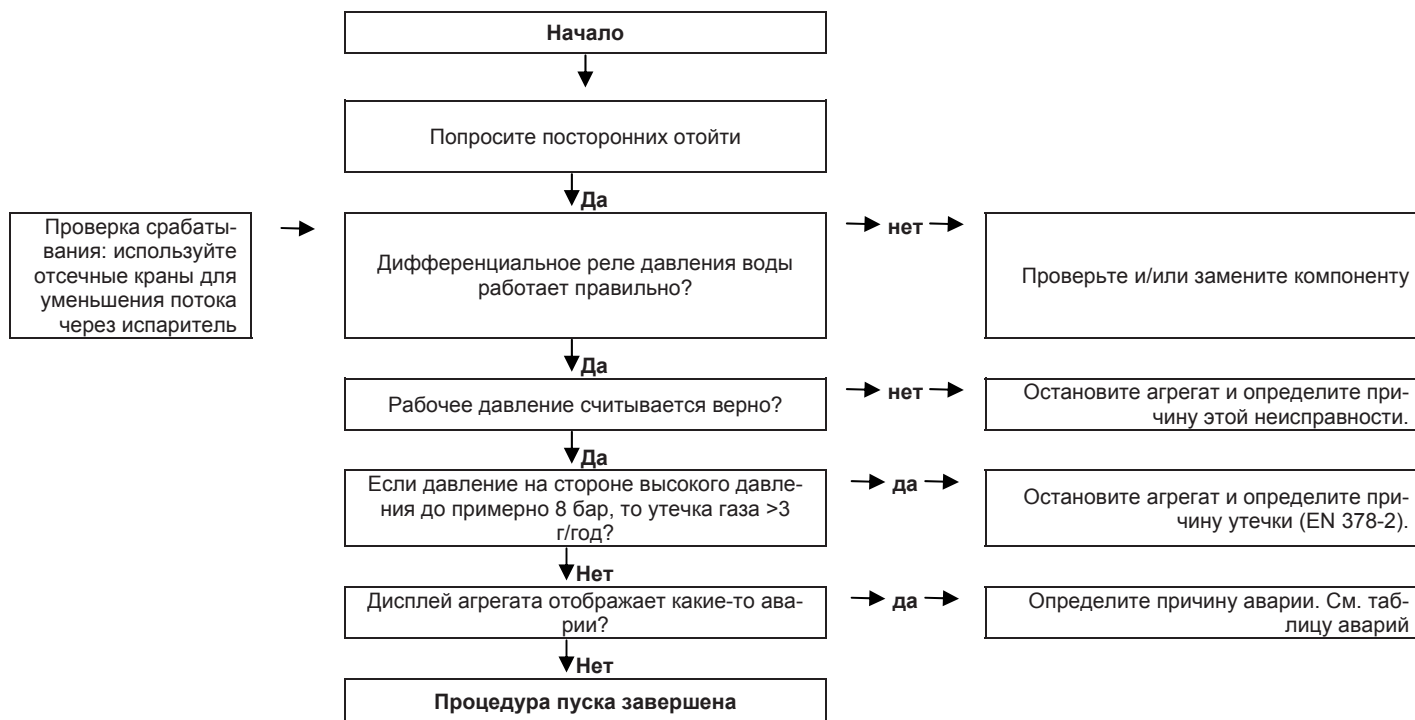 Начало
Попросите посторонних отойти
Да
Проверка срабаты-
вания: используйте
отсечные краны для
уменьшения потока
через испаритель
Дифференциальное реле давления воды
работает правильно?
нет
Проверьте и/или замените компоненту
Да
Рабочее давление считывается верно?
нет
Остановите агрегат и определите при-
чину этой неисправности.
Да
Если давление на стороне высокого давле-
ния до примерно 8 бар, то утечка газа >3
г/год?
да
Остановите агрегат и определите при-
чину утечки (EN 378-2).
Нет
Дисплей агрегата отображает какие-то ава-
рии?
да
Определите причину аварии. См. таб-
лицу аварий
Нет
Процедура пуска завершена